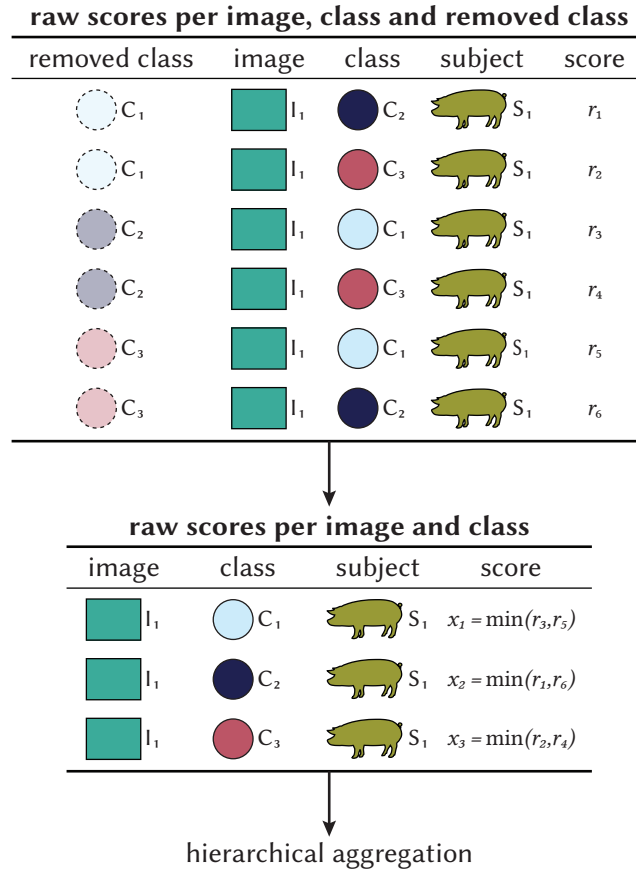 raw scores per image, class and removed class
removed class image class subject score
C₁ I₁ C₂ S₁ r₁
C₁ I₁ C₃ S₁ r₂
C₂ I₁ C₁ S₁ r₃
C₂ I₁ C₃ S₁ r₄
C₃ I₁ C₁ S₁ r₅
C₃ I₁ C₂ S₁ r₆
raw scores per image and class
image class subject score
I₁ C₁ S₁ x₁ = min(r₃,r₅)
I₁ C₂ S₁ x₂ = min(r₁,r₆)
I₁ C₃ S₁ x₃ = min(r₂,r₄)
hierarchical aggregation